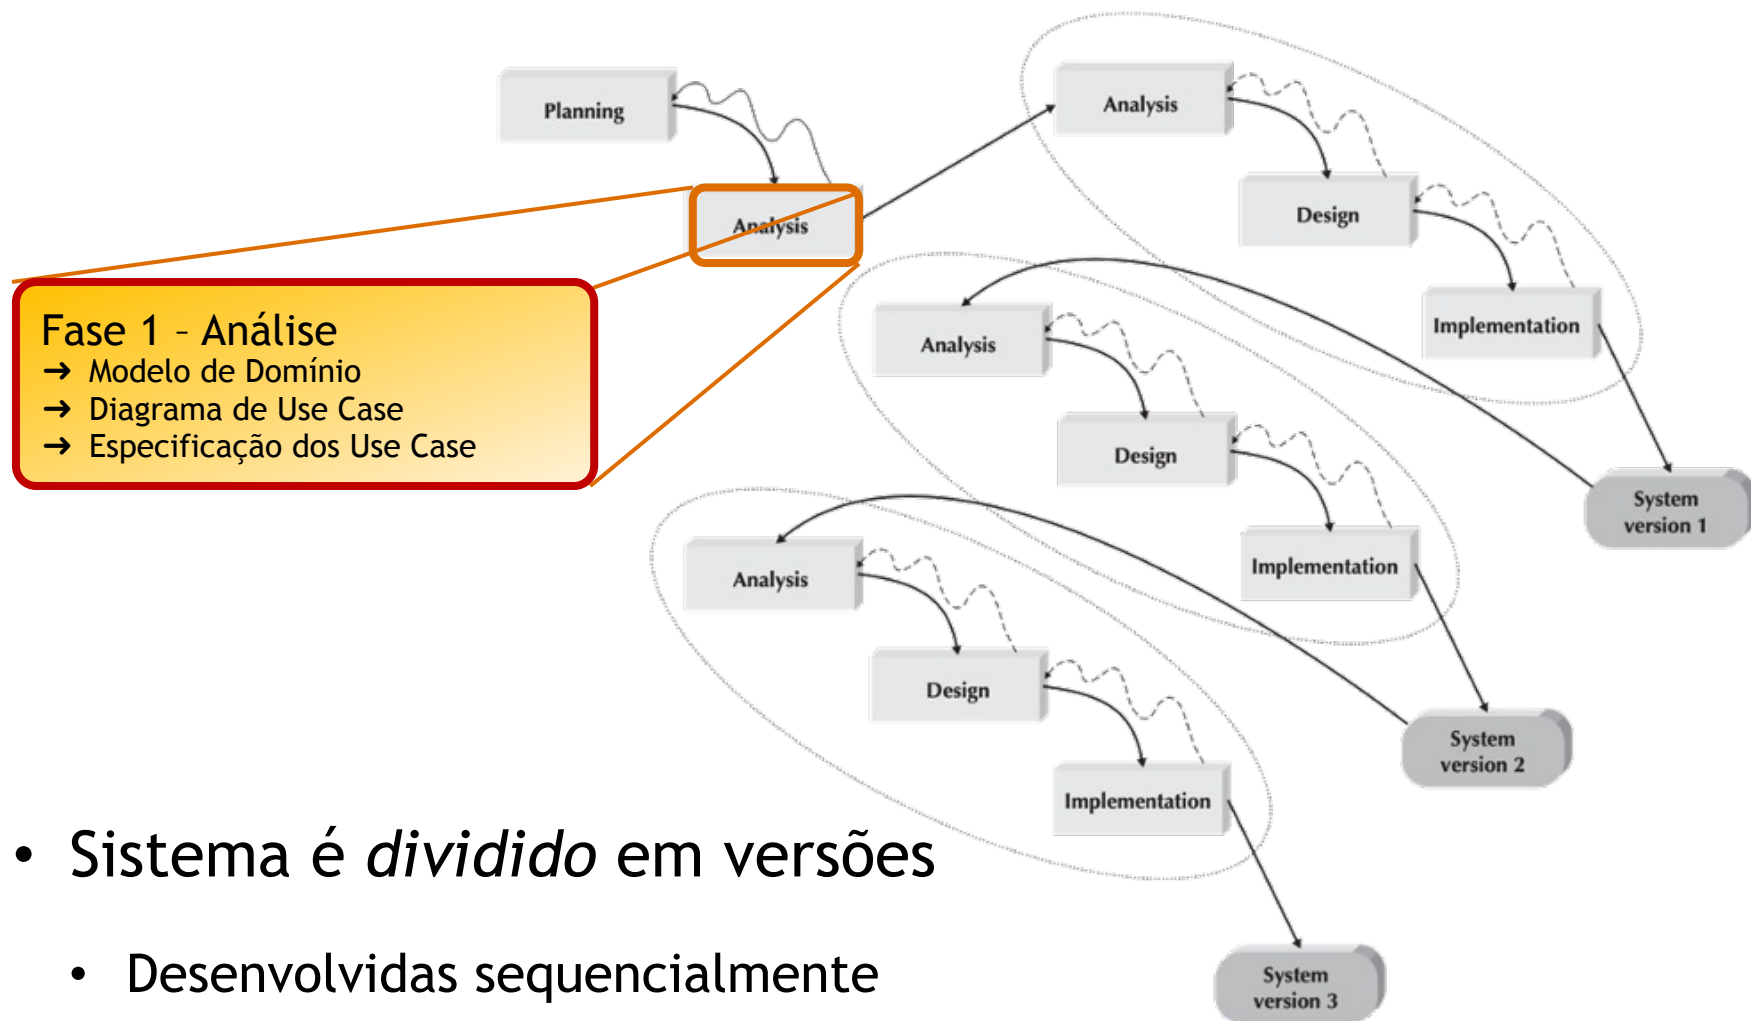 Planning
Analysis
Fase 1 – Análise
➔ Modelo de Domínio
➔ Diagrama de Use Case
➔ Especificação dos Use Case
Analysis
Design
Implementation
System
version 1
Analysis
Design
Implementation
System
version 2
Analysis
Design
Implementation
System
version 3
• Sistema é dividido em versões
• Desenvolvidas sequencialmente